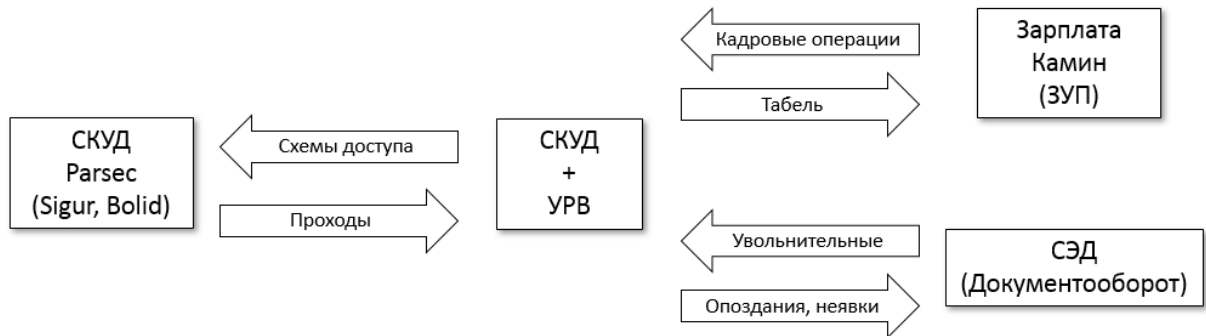 СКУД
Parsec
(Sigur, Bolid)
Схемы доступа
Проходы
СКУД
+
УРВ
Кадровые операции
Табель
Зарплата
Камин
(ЗУП)
Увольнительные
Опоздания, неявки
СЭД
(Документооборот)